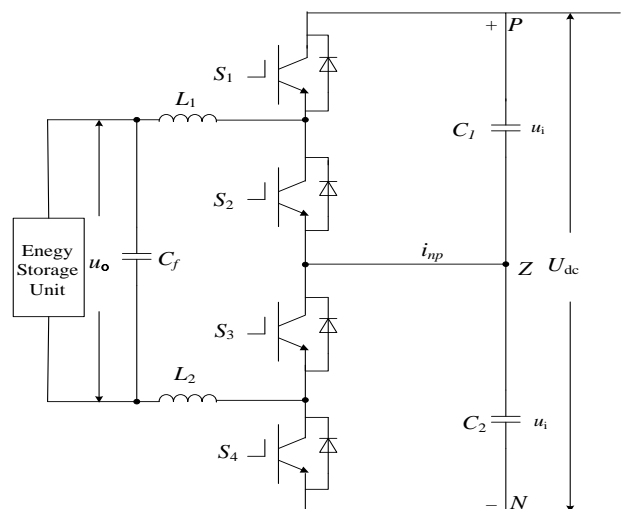 + P
S1
L1
C1 ui
S2
Enegy
Storage
Unit
uo
Cf
inp
Z
Udc
S3
L2
C2 ui
S4
– N